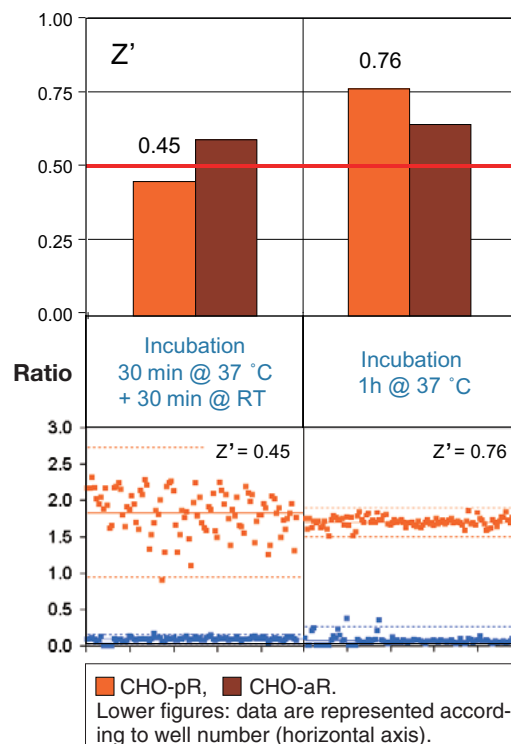 1.00
Z'
0.76
0.75
0.45
0.50
0.25
0.00
Ratio
Incubation
30 min @ 37 ˚C
+ 30 min @ RT
Incubation
1h @ 37 ˚C
3.0
Z' = 0.45
Z' = 0.76
2.5
2.0
1.5
1.0
0.5
0.0
CHO-pR, CHO-aR.
Lower figures: data are represented accord-
ing to well number (horizontal axis).